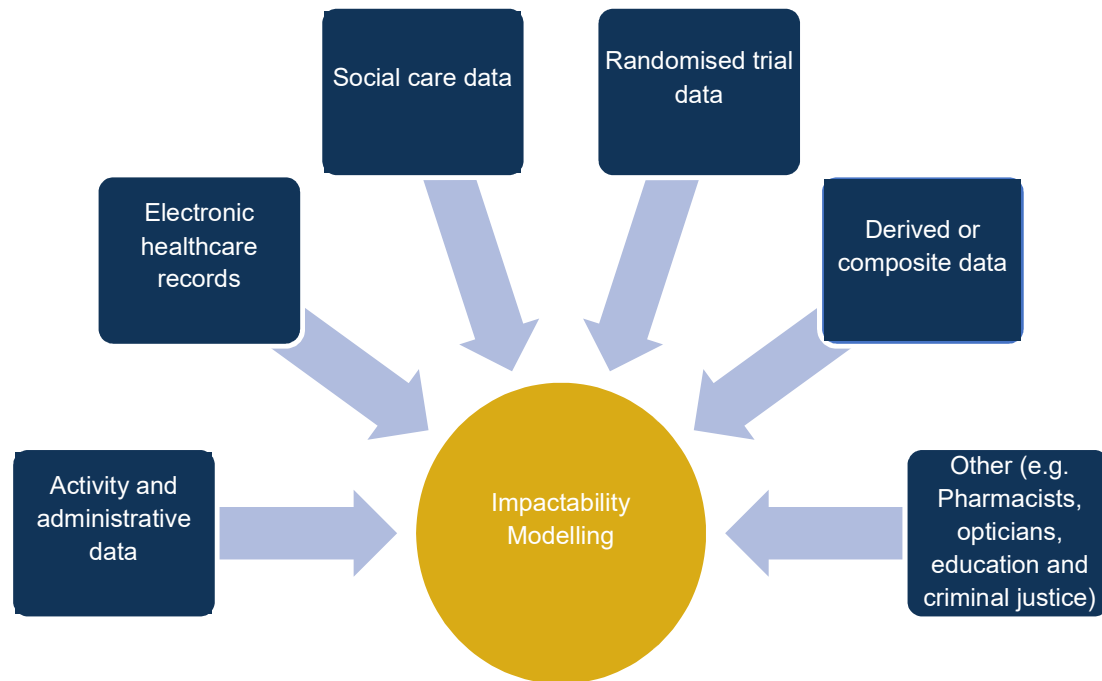 Social care data
Randomised trial
data
Electronic
healthcare
records
Derived or
composite data
Activity and
administrative
data
Impactability
Modelling
Other (e.g.
Pharmacists,
opticians,
education and
criminal justice)